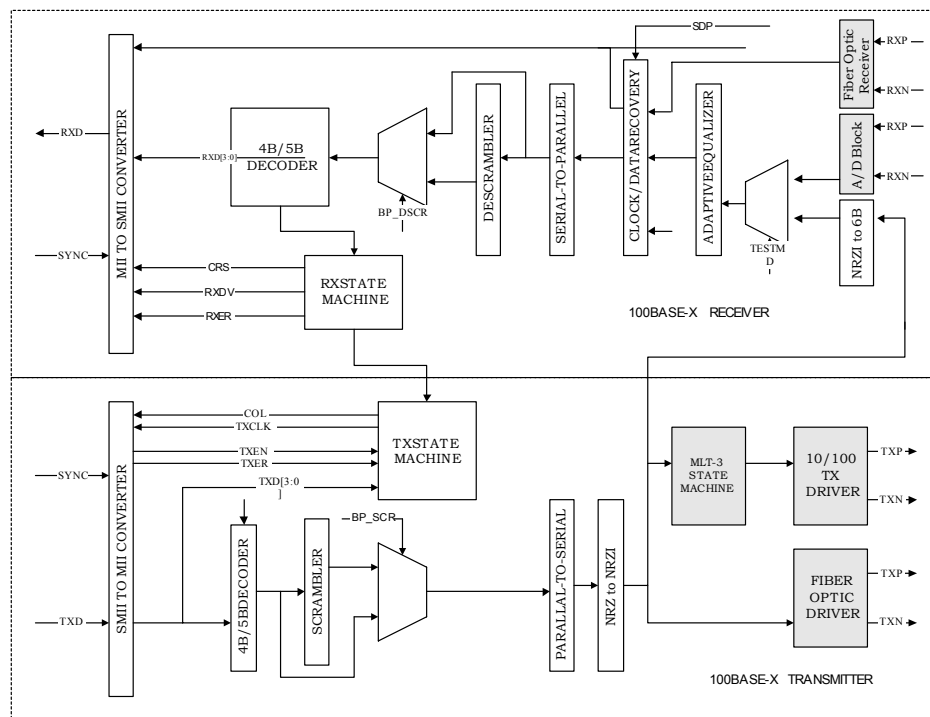 SDP
RXP
RXN
Fiber Optic
Receiver
RXP
RXN
A/D Block
NRZI to 6B
TESTM
D
ADAPTIVEEQUALIZER
CLOCK/DATARECOVERY
SERIAL-TO-PARALLEL
DESCRAMBLER
BP_DSCR
4B/5B
DECODER
RXD[3:0]
MII TO SMII CONVERTER
RXD
SYNC
CRS
RXDV
RXER
RXSTATE
MACHINE
100BASE-X RECEIVER
COL
TXCLK
TXEN
TXER
TXD[3:0
]
TXSTATE
MACHINE
SMII TO MII CONVERTER
SYNC
TXD
4B/5BDECODER
SCRAMBLER
BP_SCR
PARALLAL-TO-SERIAL
NRZ to NRZI
MLT-3
STATE
MACHINE
10/100
TX
DRIVER
TXP
TXN
FIBER
OPTIC
DRIVER
TXP
TXN
100BASE-X TRANSMITTER